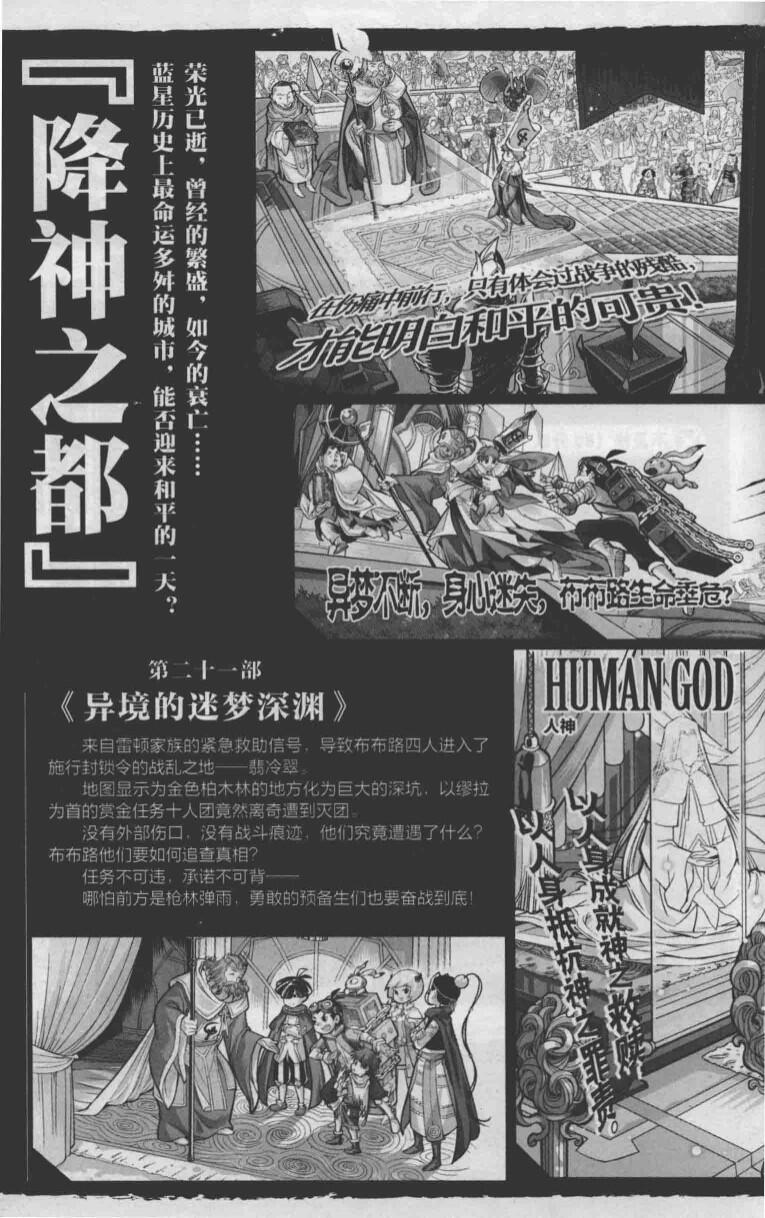 『降神之都』
荣光已逝，曾经的繁盛，如今的衰亡……
蓝星历史上最命运多舛的城市，能否迎来和平的一天？
在伤痛中前行，只有体会过战争的残酷，
才能明白和平的可贵！
异梦不断，身心迷失，布布路生命垂危？
第二十一部
《异境的迷梦深渊》
来自雷顿家族的紧急救助信号，导致布布路四人进入了
施行封锁令的战乱之地——翡冷翠。
地图显示为金色柏木林的地方化为巨大的深坑，以缪拉
为首的赏金任务十人团竟然离奇遭到灭团。
没有外部伤口，没有战斗痕迹，他们究竟遭遇了什么？
布布路他们要如何追查真相？
任务不可违，承诺不可背——
哪怕前方是枪林弹雨，勇敢的预备生们也要奋战到底！
HUMAN GOD
人神
以人身成就神之救赎
以人身抵抗神之罪责。